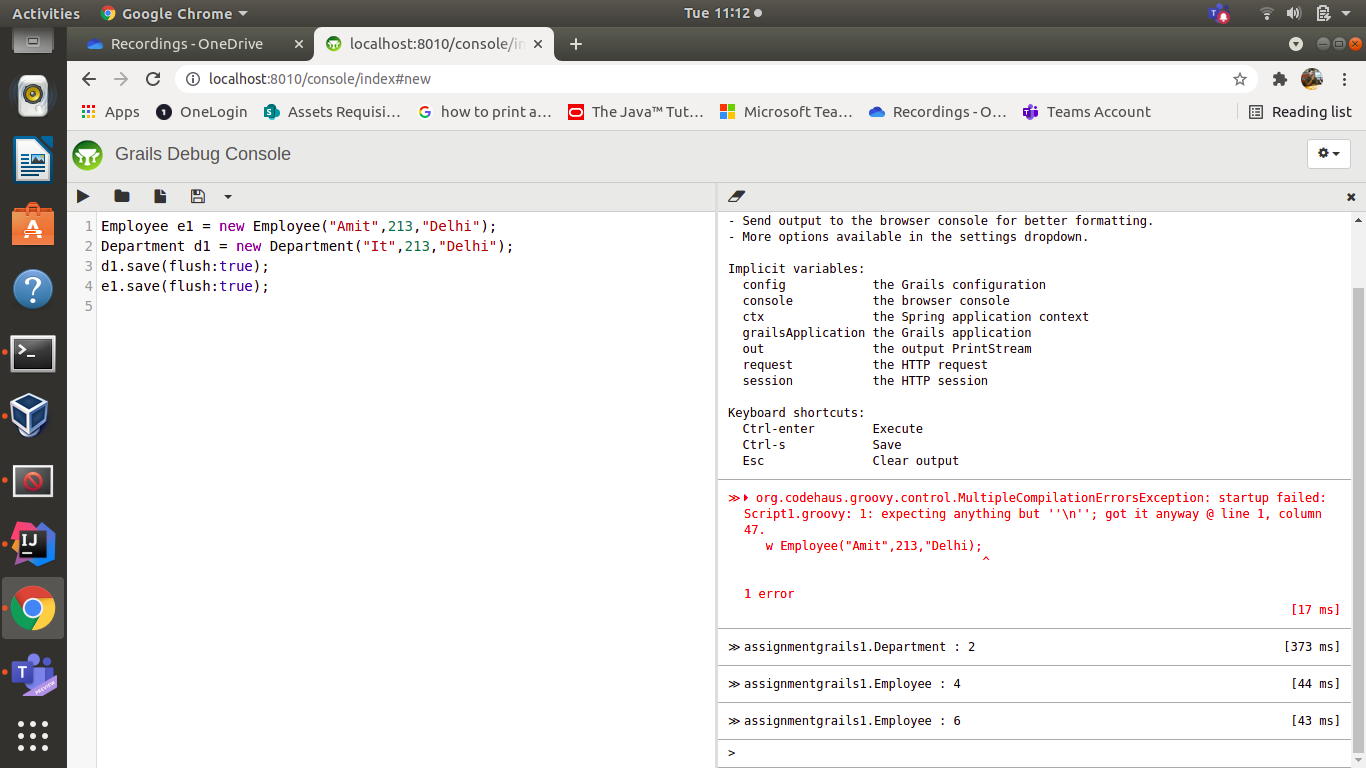 Activities Google Chrome Tue 11:12
Recordings - OneDrive localhost:8010/console/in
localhost:8010/console/index#new
Apps OneLogin Assets Requisi… how to print a… The Java™ Tut… Microsoft Tea… Recordings - O… Teams Account Reading list
Grails Debug Console
1 Employee e1 = new Employee("Amit",213,"Delhi");
2 Department d1 = new Department("It",213,"Delhi");
3 d1.save(flush:true);
4 e1.save(flush:true);
5
- Send output to the browser console for better formatting.
- More options available in the settings dropdown.
Implicit variables:
config the Grails configuration
console the browser console
ctx the Spring application context
grailsApplication the Grails application
out the output PrintStream
request the HTTP request
session the HTTP session
Keyboard shortcuts:
Ctrl-enter Execute
Ctrl-s Save
Esc Clear output
org.codehaus.groovy.control.MultipleCompilationErrorsException: startup failed:
Script1.groovy: 1: expecting anything but ''\n''; got it anyway @ line 1, column
47.
w Employee("Amit",213,"Delhi);
^
1 error
[17 ms]
assignmentgrails1.Department : 2 [373 ms]
assignmentgrails1.Employee : 4 [44 ms]
assignmentgrails1.Employee : 6 [43 ms]
>